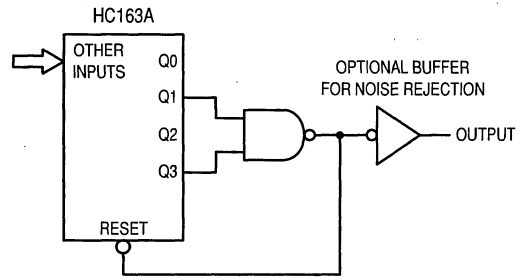 HC163A
OTHER
INPUTS
Q0
Q1
Q2
Q3
RESET
OPTIONAL BUFFER
FOR NOISE REJECTION
OUTPUT